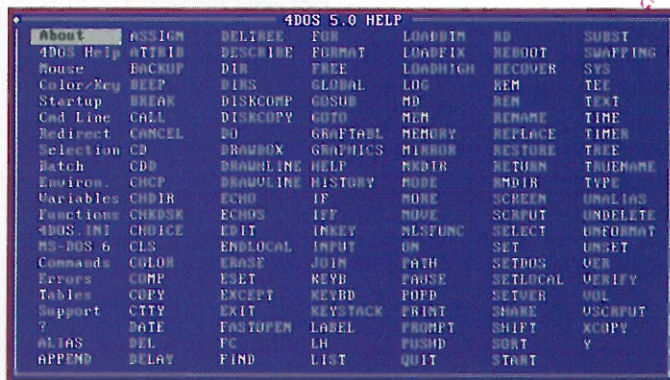 4DOS 5.0 HELP
About ASSIGN DELTREE FOR LOADBTM RD SUBST
4DOS Help ATTRIB DESCRIBE FORMAT LOADFIX REBOOT SWAPPING
Mouse BACKUP DIR FREE LOADHIGH RECOVER SYS
Color/Key BEEP DIRS GLOBAL LOG REM TEE
Startup BREAK DISKCOMP GOSUB MD REN TEXT
Cmd Line CALL DISKCOPY GOTO MEM RENAME TIME
Redirect CANCEL DO GRAFTABL MEMORY REPLACE TIMER
Selection CD DRAWBOX GRAPHICS MIRROR RESTORE TREE
Batch CDD DRAWHLINE HELP MKDIR RETURN TRUENAME
Environ. CHCP DRAWVLINE HISTORY MODE RMDIR TYPE
Variables CHDIR ECHO IF MORE SCREEN UNALIAS
Functions CHKDSK ECHOS IFF MOVE SCRPUT UNDELETE
4DOS.INI CHOICE EDIT INKEY NLSFUNC SELECT UNFORMAT
MS-DOS 6 CLS ENDLOCAL INPUT ON SET UNSET
Commands COLOR ERASE JOIN PATH SETDOS VER
Errors COMP ESET KEYB PAUSE SETLOCAL VERIFY
Tables COPY EXCEPT KEYBD POPD SETVER VOL
Support CTTY EXIT KEYSTACK PRINT SHARE VSCRPUT
? DATE FASTOPEN LABEL PROMPT SHIFT XCOPY
ALIAS DEL FC LH PUSHD SORT Y
APPEND DELAY FIND LIST QUIT START